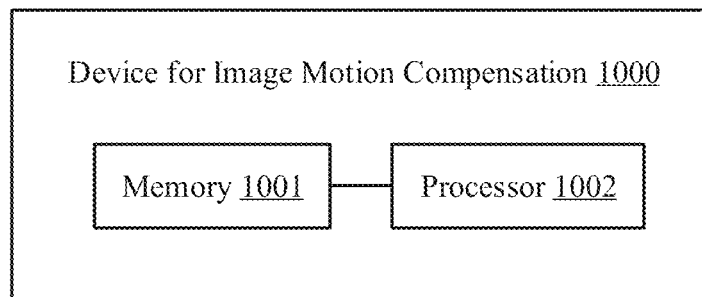 Device for Image Motion Compensation 1000
Memory 1001
Processor 1002